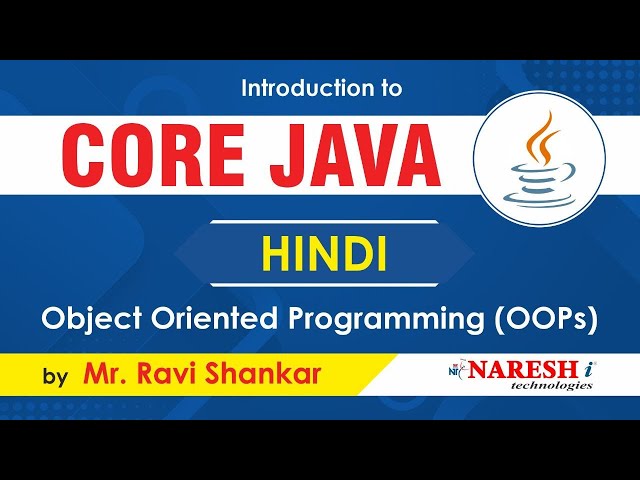 Introduction to
CORE JAVA
HINDI
Object Oriented Programming (OOPs)
by Mr. Ravi Shankar
NARESH i
technologies